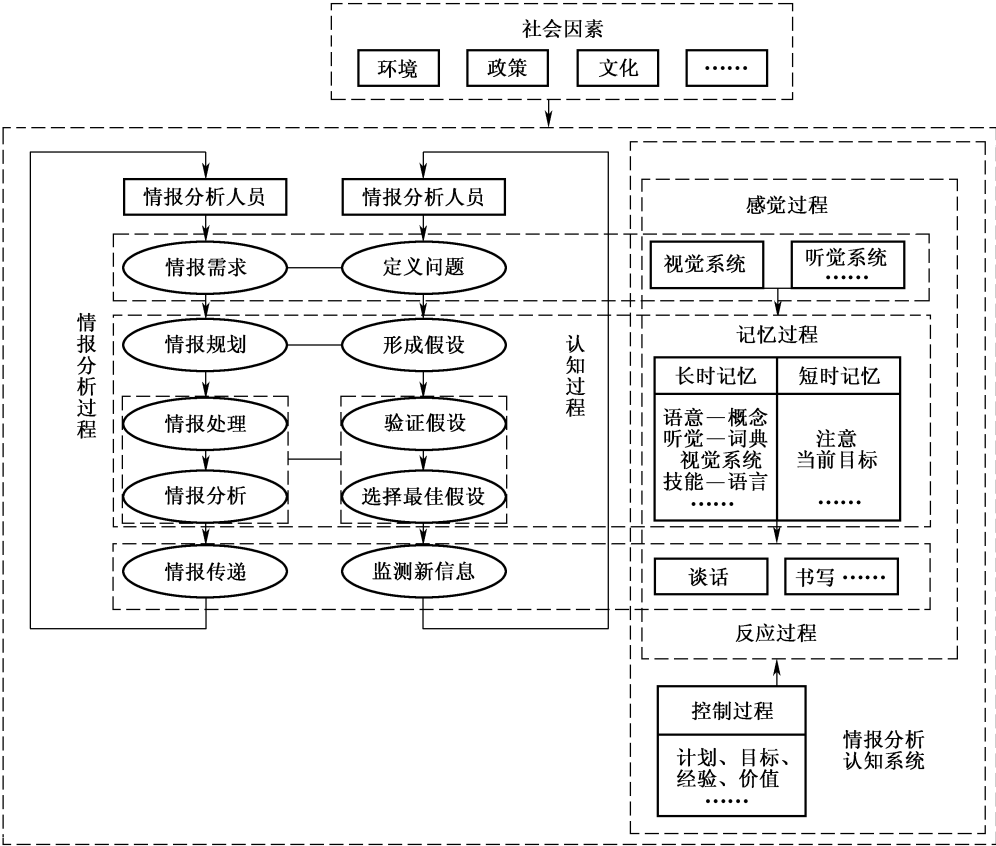 社会因素
环境
政策
文化
……
情报分析人员
情报分析人员
感觉过程
情报需求
定义问题
视觉系统
听觉系统
……
情报分析过程
情报规划
形成假设
认知过程
记忆过程
长时记忆
短时记忆
情报处理
验证假设
语意—概念
听觉—词典
视觉系统
技能—语言
……
注意
当前目标
……
情报分析
选择最佳假设
情报传递
监测新信息
谈话
书写……
反应过程
控制过程
计划、目标、
经验、价值
……
情报分析
认知系统